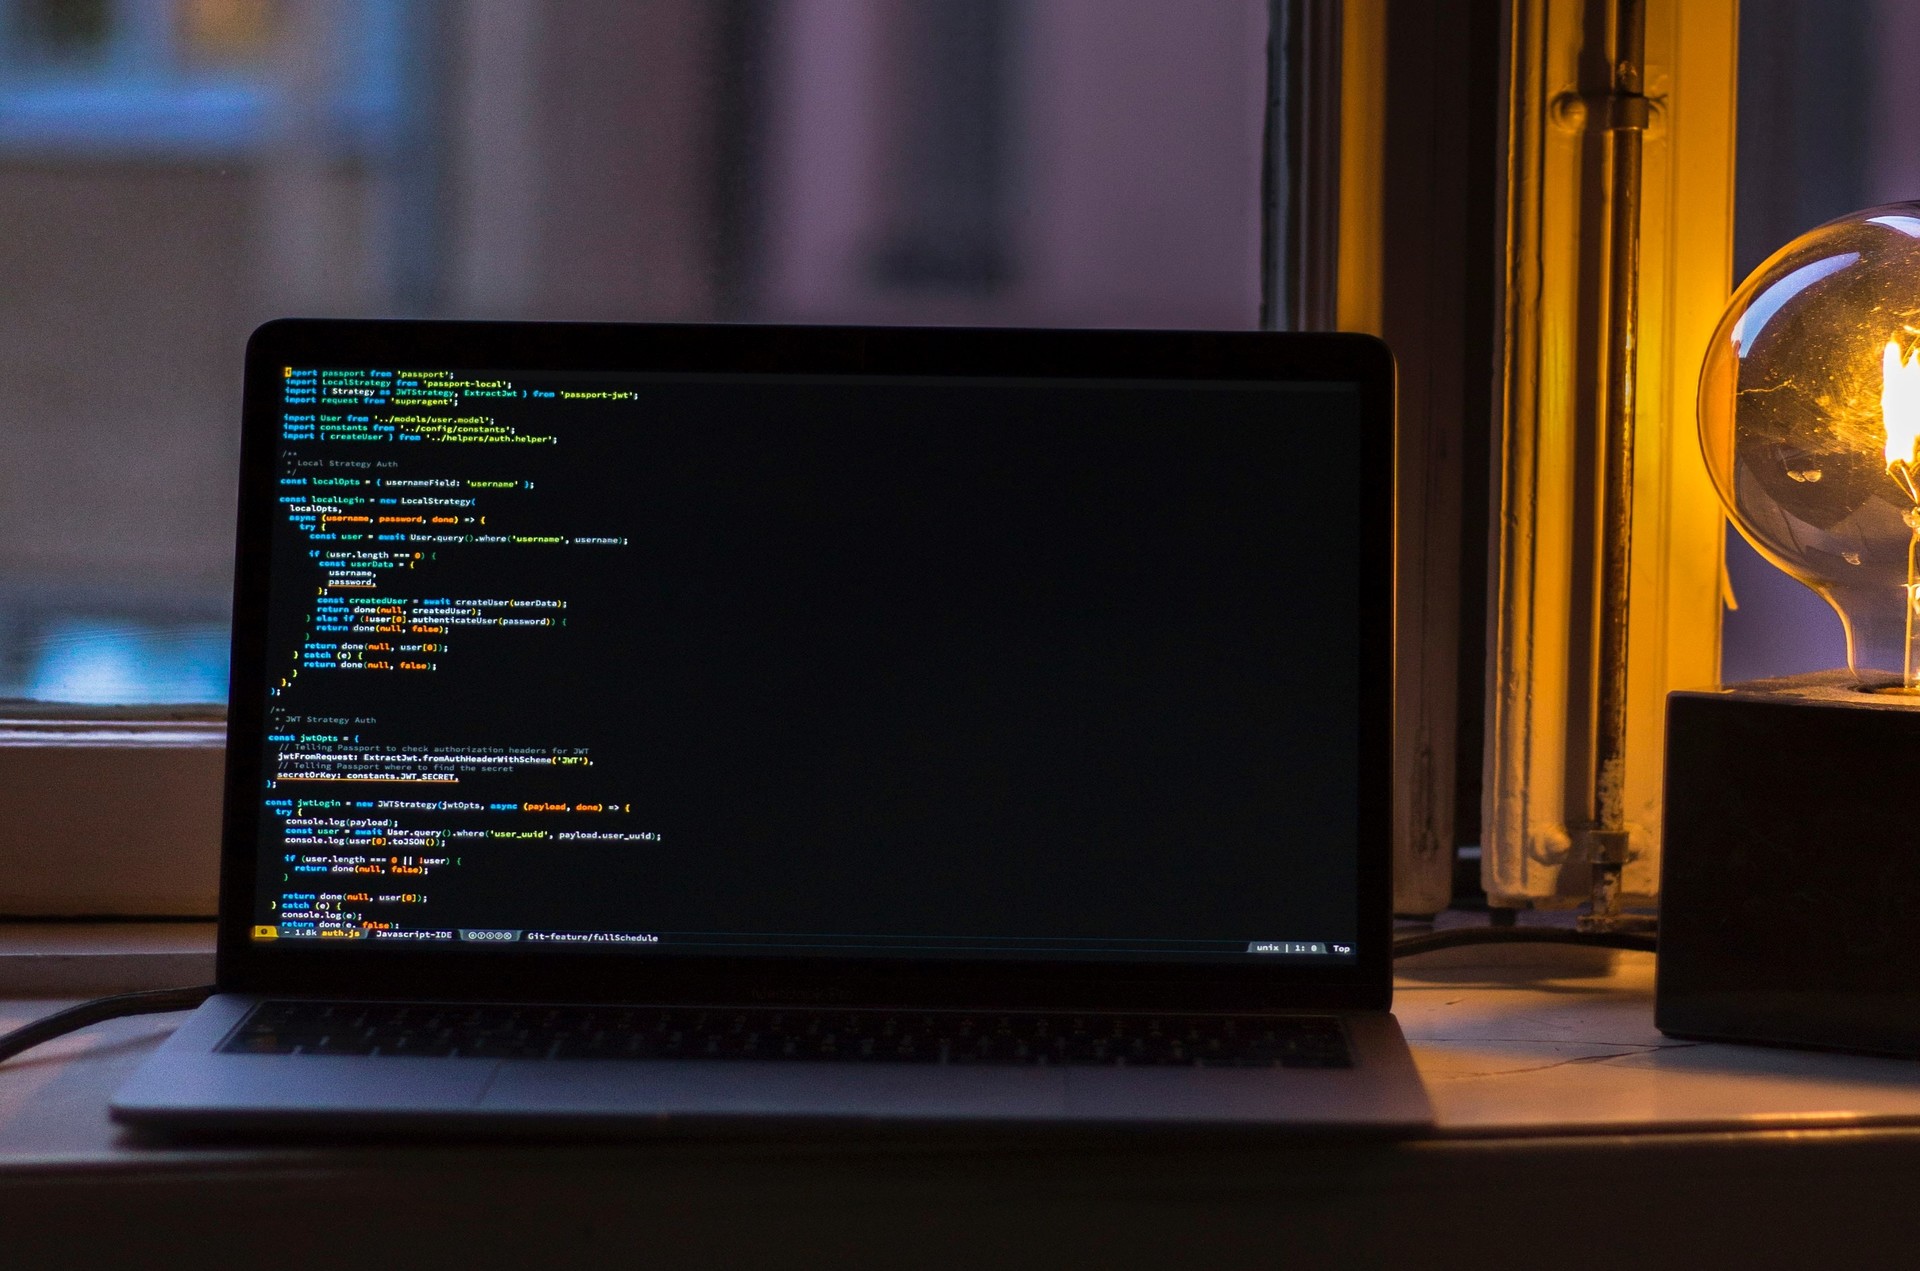 import passport from 'passport';
import LocalStrategy from 'passport-local';
import { Strategy as JWTStrategy, ExtractJwt } from 'passport-jwt';
import request from 'superagent';
import User from '../models/user.model';
import constants from '../config/constants';
import { createUser } from '../helpers/auth.helper';
/**
* Local Strategy Auth
*/
const localOpts = { usernameField: 'username' };
const localLogin = new LocalStrategy(
localOpts,
async (username, password, done) => {
try {
const user = await User.query().where('username', username);
if (user.length === 0) {
const userData = {
username,
password,
};
const createdUser = await createUser(userData);
return done(null, createdUser);
} else if (!user[0].authenticateUser(password)) {
return done(null, false);
}
return done(null, user[0]);
} catch (e) {
return done(null, false);
}
},
);
/**
* JWT Strategy Auth
*/
const jwtOpts = {
// Telling Passport to check authorization headers for JWT
jwtFromRequest: ExtractJwt.fromAuthHeaderWithScheme('JWT'),
// Telling Passport where to find the secret
secretOrKey: constants.JWT_SECRET,
};
const jwtLogin = new JWTStrategy(jwtOpts, async (payload, done) => {
try {
console.log(payload);
const user = await User.query().where('user_uuid', payload.user_uuid);
console.log(user[0].toJSON());
if (user.length === 0 || !user) {
return done(null, false);
}
return done(null, user[0]);
} catch (e) {
console.log(e);
return done(e, false);
- 1.8k auth.js Javascript-IDE Git-feature/fullSchedule unix | 1: 0 Top